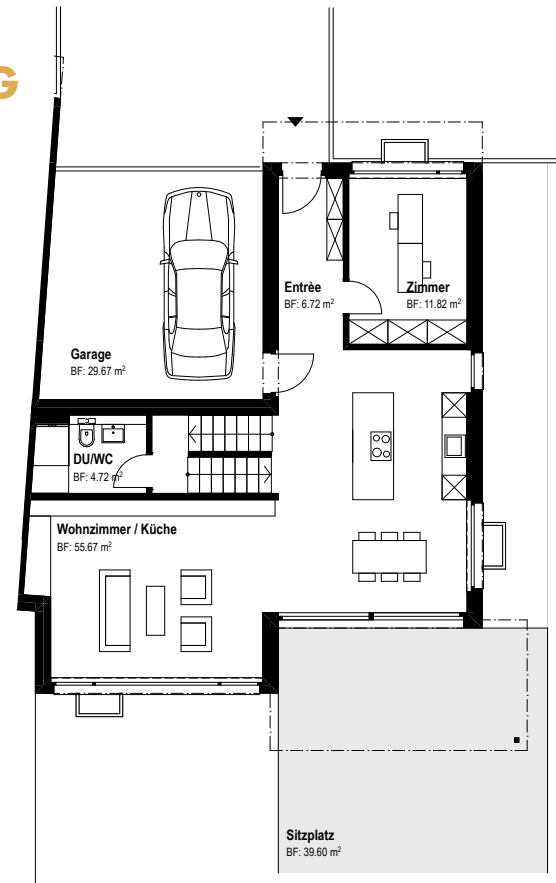 G
Entrèe
BF: 6.72 m²
Zimmer
BF: 11.82 m²
Garage
BF: 29.67 m²
DU/WC
BF: 4.72 m²
Wohnzimmer / Küche
BF: 55.67 m²
Sitzplatz
BF: 39.60 m²